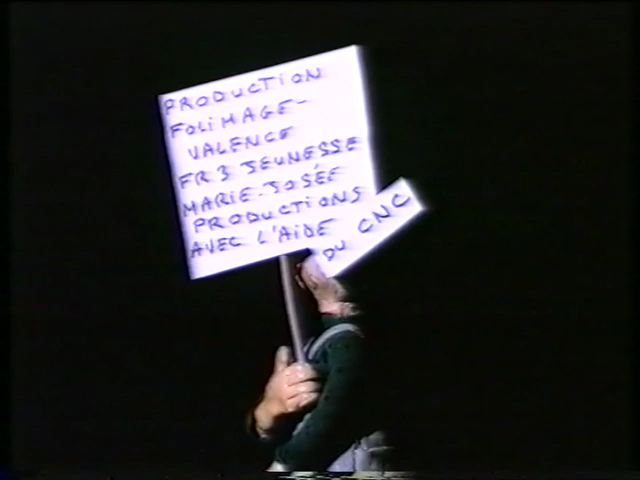 PRODUCTION
FOLIMAGE-
VALENCE
FR3 JEUNESSE
MARIE-JOSÉE
PRODUCTIONS
AVEC L'AIDE
DU CNC